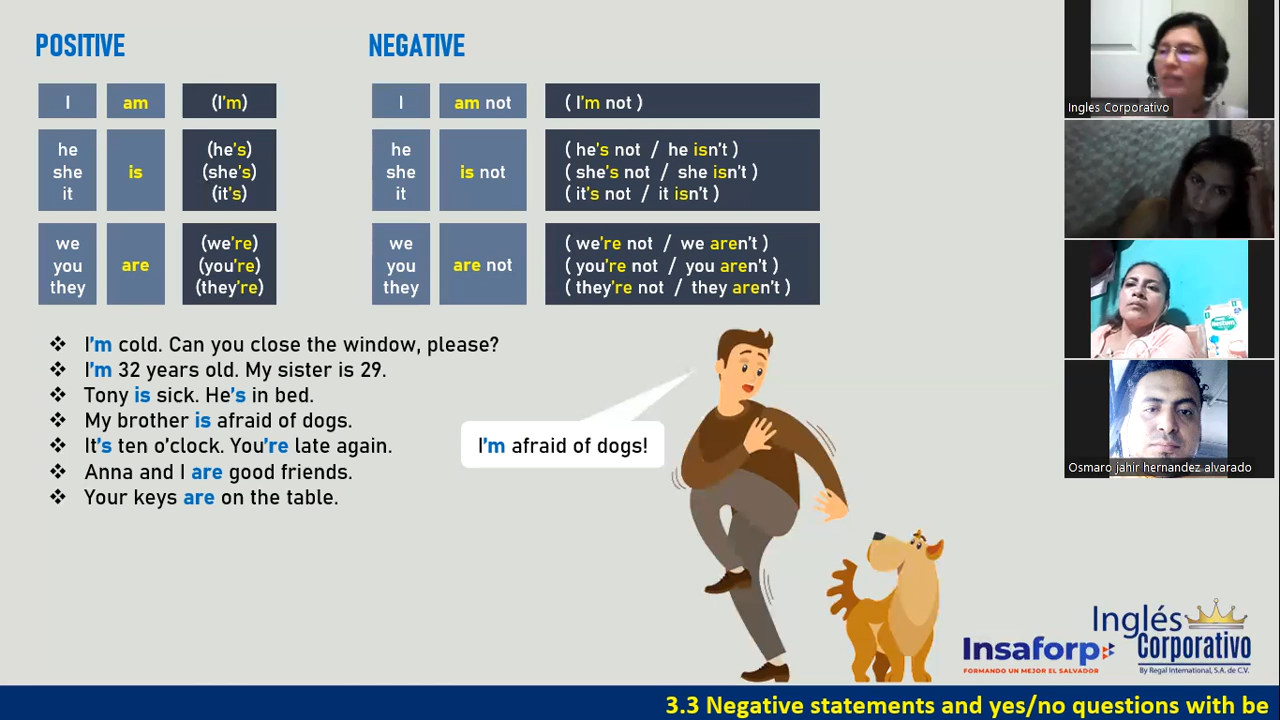 POSITIVE
NEGATIVE
I am (I'm)
he
she is
it
(he's)
(she's)
(it's)
we
you are
they
(we're)
(you're)
(they're)
I am not ( I'm not )
he
she is not
it
( he's not / he isn't )
( she's not / she isn't )
( it's not / it isn't )
we
you are not
they
( we're not / we aren't )
( you're not / you aren't )
( they're not / they aren't )
❖ I'm cold. Can you close the window, please?
❖ I'm 32 years old. My sister is 29.
❖ Tony is sick. He's in bed.
❖ My brother is afraid of dogs.
❖ It's ten o'clock. You're late again.
❖ Anna and I are good friends.
❖ Your keys are on the table.
I'm afraid of dogs!
Ingles Corporativo
Osmaro jahir hernandez alvarado
Insaforp
FORMANDO UN MEJOR EL SALVADOR
Inglés
Corporativo
By Regal International, S.A. de C.V.
3.3 Negative statements and yes/no questions with be